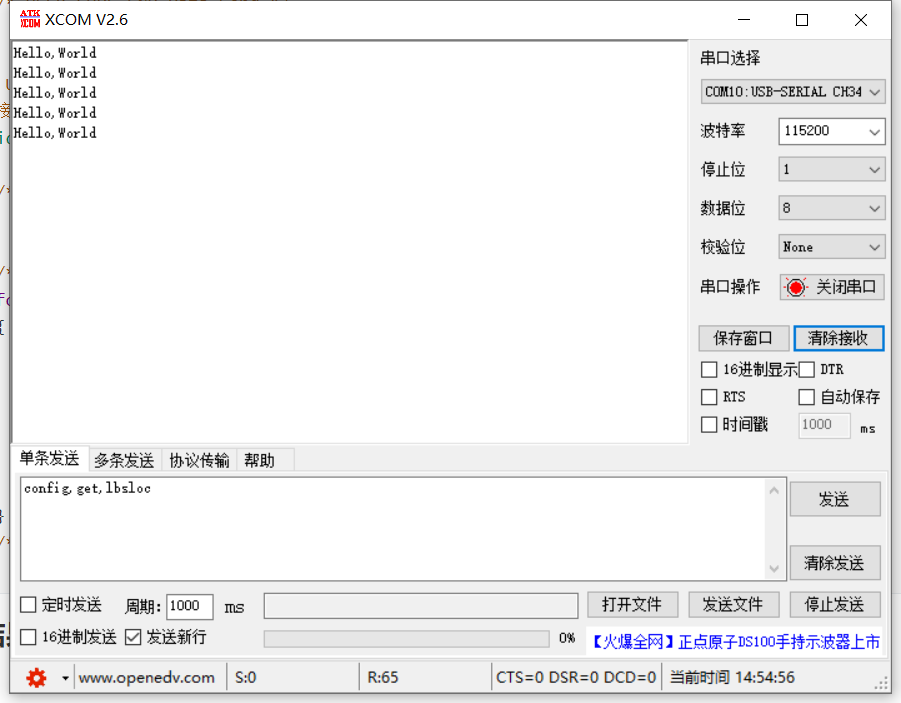 ATK XCOM XCOM V2.6
Hello,World
Hello,World
Hello,World
Hello,World
Hello,World
串口选择
COM10:USB-SERIAL CH34
波特率 115200
停止位 1
数据位 8
校验位 None
串口操作 关闭串口
保存窗口 清除接收
16进制显示 DTR
RTS 自动保存
时间戳 1000 ms
单条发送 多条发送 协议传输 帮助
config,get,lbsloc
发送
清除发送
定时发送 周期: 1000 ms 打开文件 发送文件 停止发送
16进制发送 发送新行 0% 【火爆全网】正点原子DS100手持示波器上市
www.openedv.com S:0 R:65 CTS=0 DSR=0 DCD=0 当前时间 14:54:56